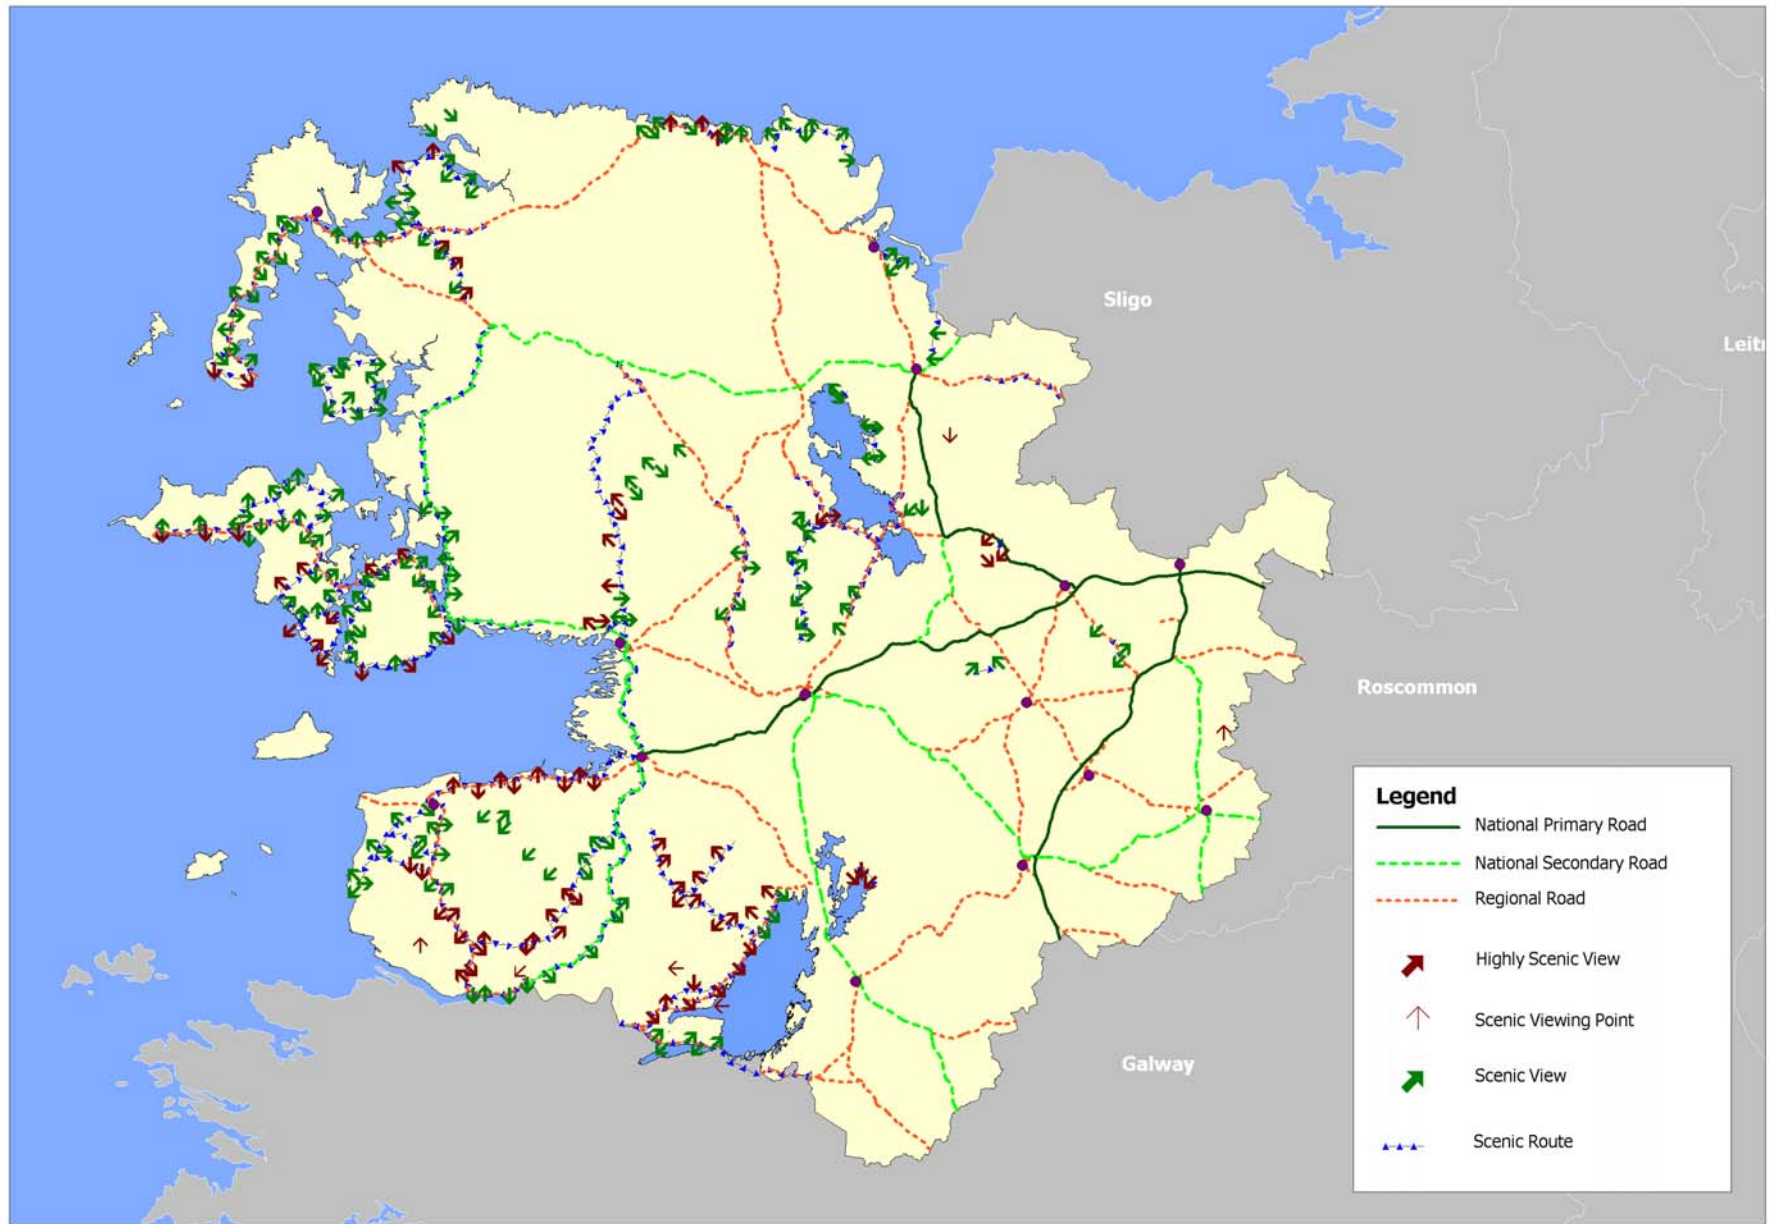 Sligo
Leitr
Roscommon
Galway
Legend
National Primary Road
National Secondary Road
Regional Road
Highly Scenic View
Scenic Viewing Point
Scenic View
Scenic Route